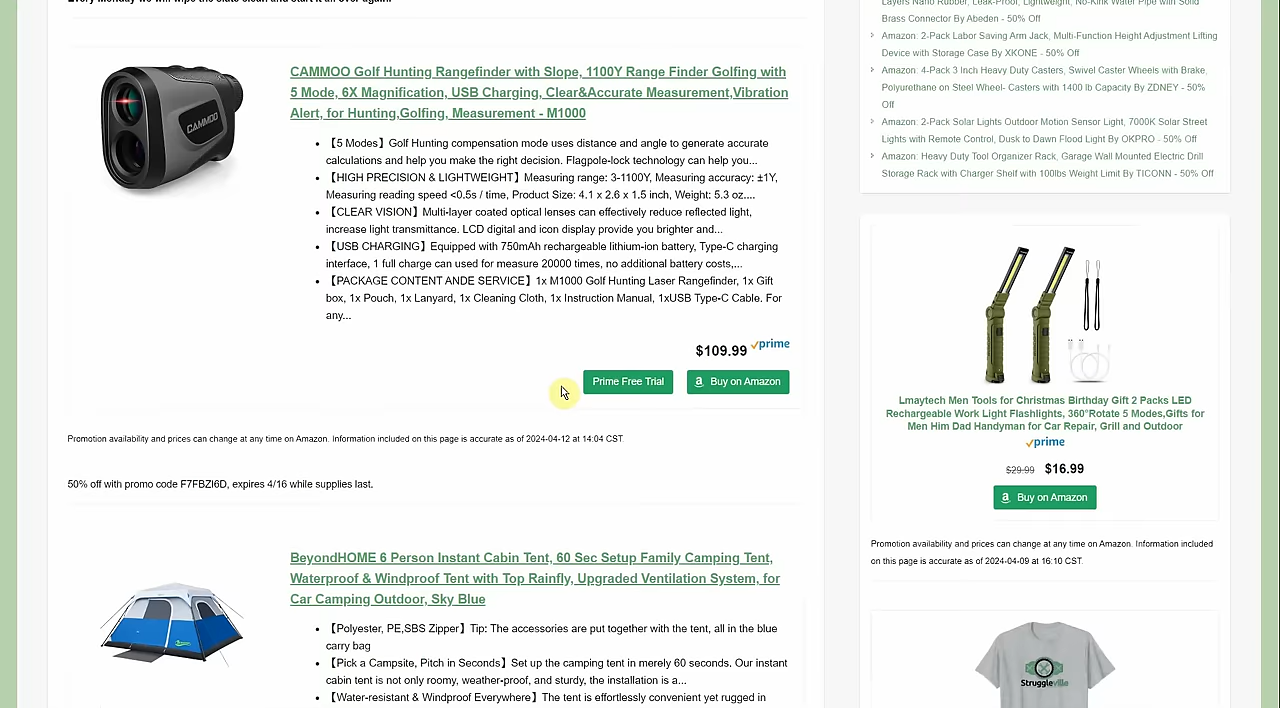 Every Monday we will wipe the slate clean and start it all over again.
CAMMOO
CAMMOO Golf Hunting Rangefinder with Slope, 1100Y Range Finder Golfing with
5 Mode, 6X Magnification, USB Charging, Clear&Accurate Measurement,Vibration
Alert, for Hunting,Golfing, Measurement - M1000
• 【5 Modes】Golf Hunting compensation mode uses distance and angle to generate accurate
calculations and help you make the right decision. Flagpole-lock technology can help you...
• 【HIGH PRECISION & LIGHTWEIGHT】Measuring range: 3-1100Y, Measuring accuracy: ±1Y,
Measuring reading speed <0.5s / time, Product Size: 4.1 x 2.6 x 1.5 inch, Weight: 5.3 oz....
• 【CLEAR VISION】Multi-layer coated optical lenses can effectively reduce reflected light,
increase light transmittance. LCD digital and icon display provide you brighter and...
• 【USB CHARGING】Equipped with 750mAh rechargeable lithium-ion battery, Type-C charging
interface, 1 full charge can used for measure 20000 times, no additional battery costs,...
• 【PACKAGE CONTENT ANDE SERVICE】1x M1000 Golf Hunting Laser Rangefinder, 1x Gift
box, 1x Pouch, 1x Lanyard, 1x Cleaning Cloth, 1x Instruction Manual, 1xUSB Type-C Cable. For
any...
$109.99 prime
Prime Free Trial
Buy on Amazon
Promotion availability and prices can change at any time on Amazon. Information included on this page is accurate as of 2024-04-12 at 14:04 CST.
50% off with promo code F7FBZI6D, expires 4/16 while supplies last.
BeyondHOME 6 Person Instant Cabin Tent, 60 Sec Setup Family Camping Tent,
Waterproof & Windproof Tent with Top Rainfly, Upgraded Ventilation System, for
Car Camping Outdoor, Sky Blue
• 【Polyester, PE,SBS Zipper】Tip: The accessories are put together with the tent, all in the blue
carry bag
• 【Pick a Campsite, Pitch in Seconds】Set up the camping tent in merely 60 seconds. Our instant
cabin tent is not only roomy, weather-proof, and sturdy, the installation is a...
• 【Water-resistant & Windproof Everywhere】The tent is effortlessly convenient yet rugged in
Layers Nano Rubber, Leak-Proof, Lightweight, No-Kink Water Pipe with Solid
Brass Connector By Abeden - 50% Off
Amazon: 2-Pack Labor Saving Arm Jack, Multi-Function Height Adjustment Lifting
Device with Storage Case By XKONE - 50% Off
Amazon: 4-Pack 3 Inch Heavy Duty Casters, Swivel Caster Wheels with Brake,
Polyurethane on Steel Wheel- Casters with 1400 lb Capacity By ZDNEY - 50%
Off
Amazon: 2-Pack Solar Lights Outdoor Motion Sensor Light, 7000K Solar Street
Lights with Remote Control, Dusk to Dawn Flood Light By OKPRO - 50% Off
Amazon: Heavy Duty Tool Organizer Rack, Garage Wall Mounted Electric Drill
Storage Rack with Charger Shelf with 100lbs Weight Limit By TICONN - 50% Off
Lmaytech Men Tools for Christmas Birthday Gift 2 Packs LED
Rechargeable Work Light Flashlights, 360°Rotate 5 Modes,Gifts for
Men Him Dad Handyman for Car Repair, Grill and Outdoor
prime
$29.99 $16.99
Buy on Amazon
Promotion availability and prices can change at any time on Amazon. Information included
on this page is accurate as of 2024-04-09 at 16:10 CST.
Struggleville